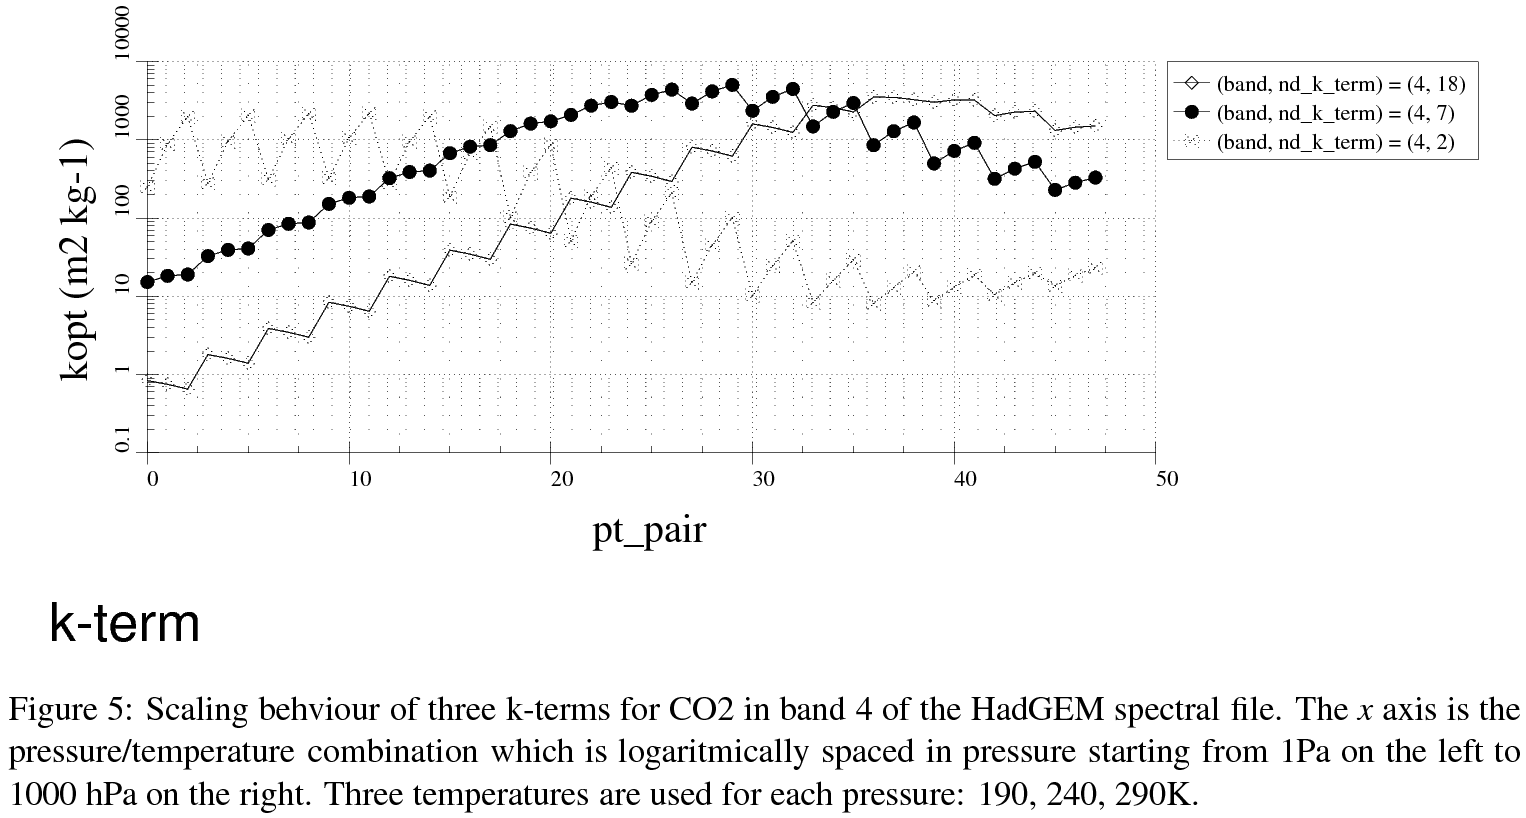 10000
1000
100
10
1
0.1
kopt (m2 kg-1)
0 10 20 30 40 50
pt_pair
(band, nd_k_term) = (4, 18)
(band, nd_k_term) = (4, 7)
(band, nd_k_term) = (4, 2)
k-term
Figure 5: Scaling behviour of three k-terms for CO2 in band 4 of the HadGEM spectral file. The x axis is the
pressure/temperature combination which is logaritmically spaced in pressure starting from 1Pa on the left to
1000 hPa on the right. Three temperatures are used for each pressure: 190, 240, 290K.